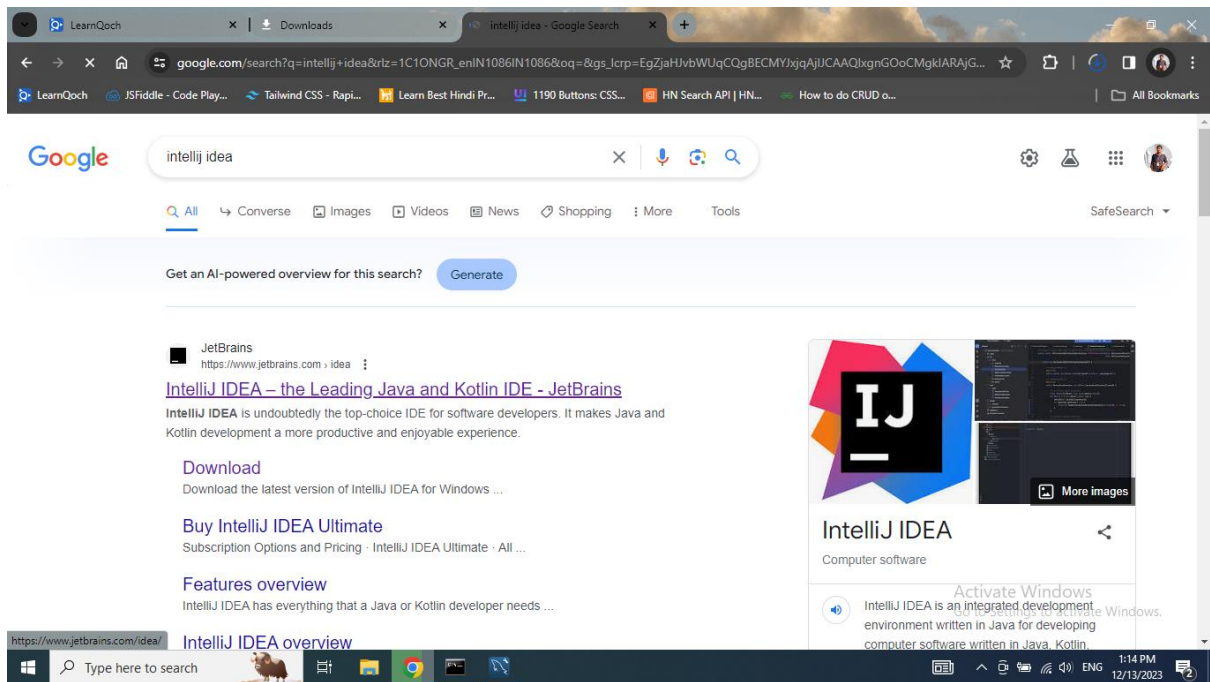 LearnQoch
Downloads
intellij idea - Google Search
google.com/search?q=intellij+idea&rlz=1C1ONGR_enIN1086IN1086&oq=&gs_lcrp=EgZjaHJvbWUqCQgBECMYJxjqAjUCAAQIxgnGOoCMgkIARAjG...
LearnQoch
JSFiddle - Code Play...
Tailwind CSS - Rapi...
Learn Best Hindi Pr...
1190 Buttons: CSS...
HN Search API | HN...
How to do CRUD o...
All Bookmarks
Google
intellij idea
All
Converse
Images
Videos
News
Shopping
More
Tools
SafeSearch
Get an AI-powered overview for this search?
Generate
JetBrains
https://www.jetbrains.com › idea
IntelliJ IDEA – the Leading Java and Kotlin IDE - JetBrains
IntelliJ IDEA is undoubtedly the top-choice IDE for software developers. It makes Java and
Kotlin development a more productive and enjoyable experience.
Download
Download the latest version of IntelliJ IDEA for Windows ...
Buy IntelliJ IDEA Ultimate
Subscription Options and Pricing · IntelliJ IDEA Ultimate · All ...
Features overview
IntelliJ IDEA has everything that a Java or Kotlin developer needs ...
IntelliJ IDEA overview
IJ
More images
IntelliJ IDEA
Computer software
IntelliJ IDEA is an integrated development
environment written in Java for developing
computer software written in Java, Kotlin,
Activate Windows
Go to Settings to activate Windows.
https://www.jetbrains.com/idea/
Type here to search
ENG
1:14 PM
12/13/2023
2